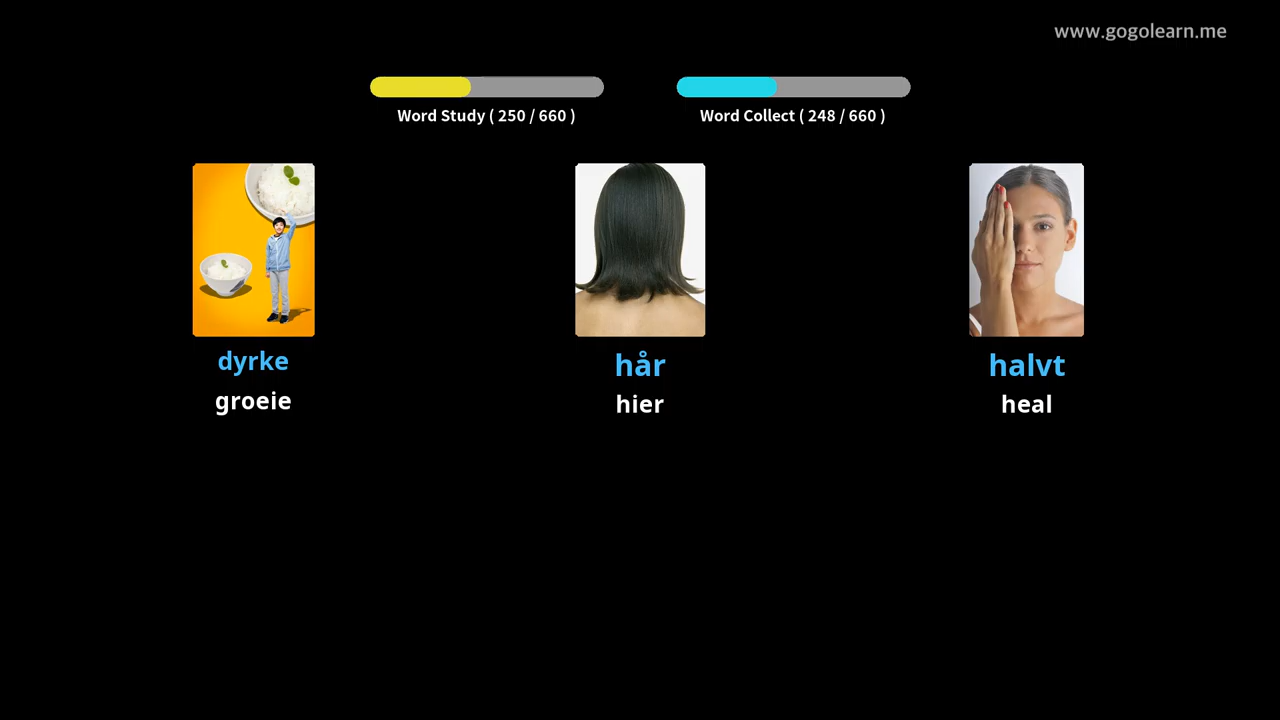 www.gogolearn.me
Word Study ( 250 / 660 )
Word Collect ( 248 / 660 )
dyrke
groeie
hår
hier
halvt
heal